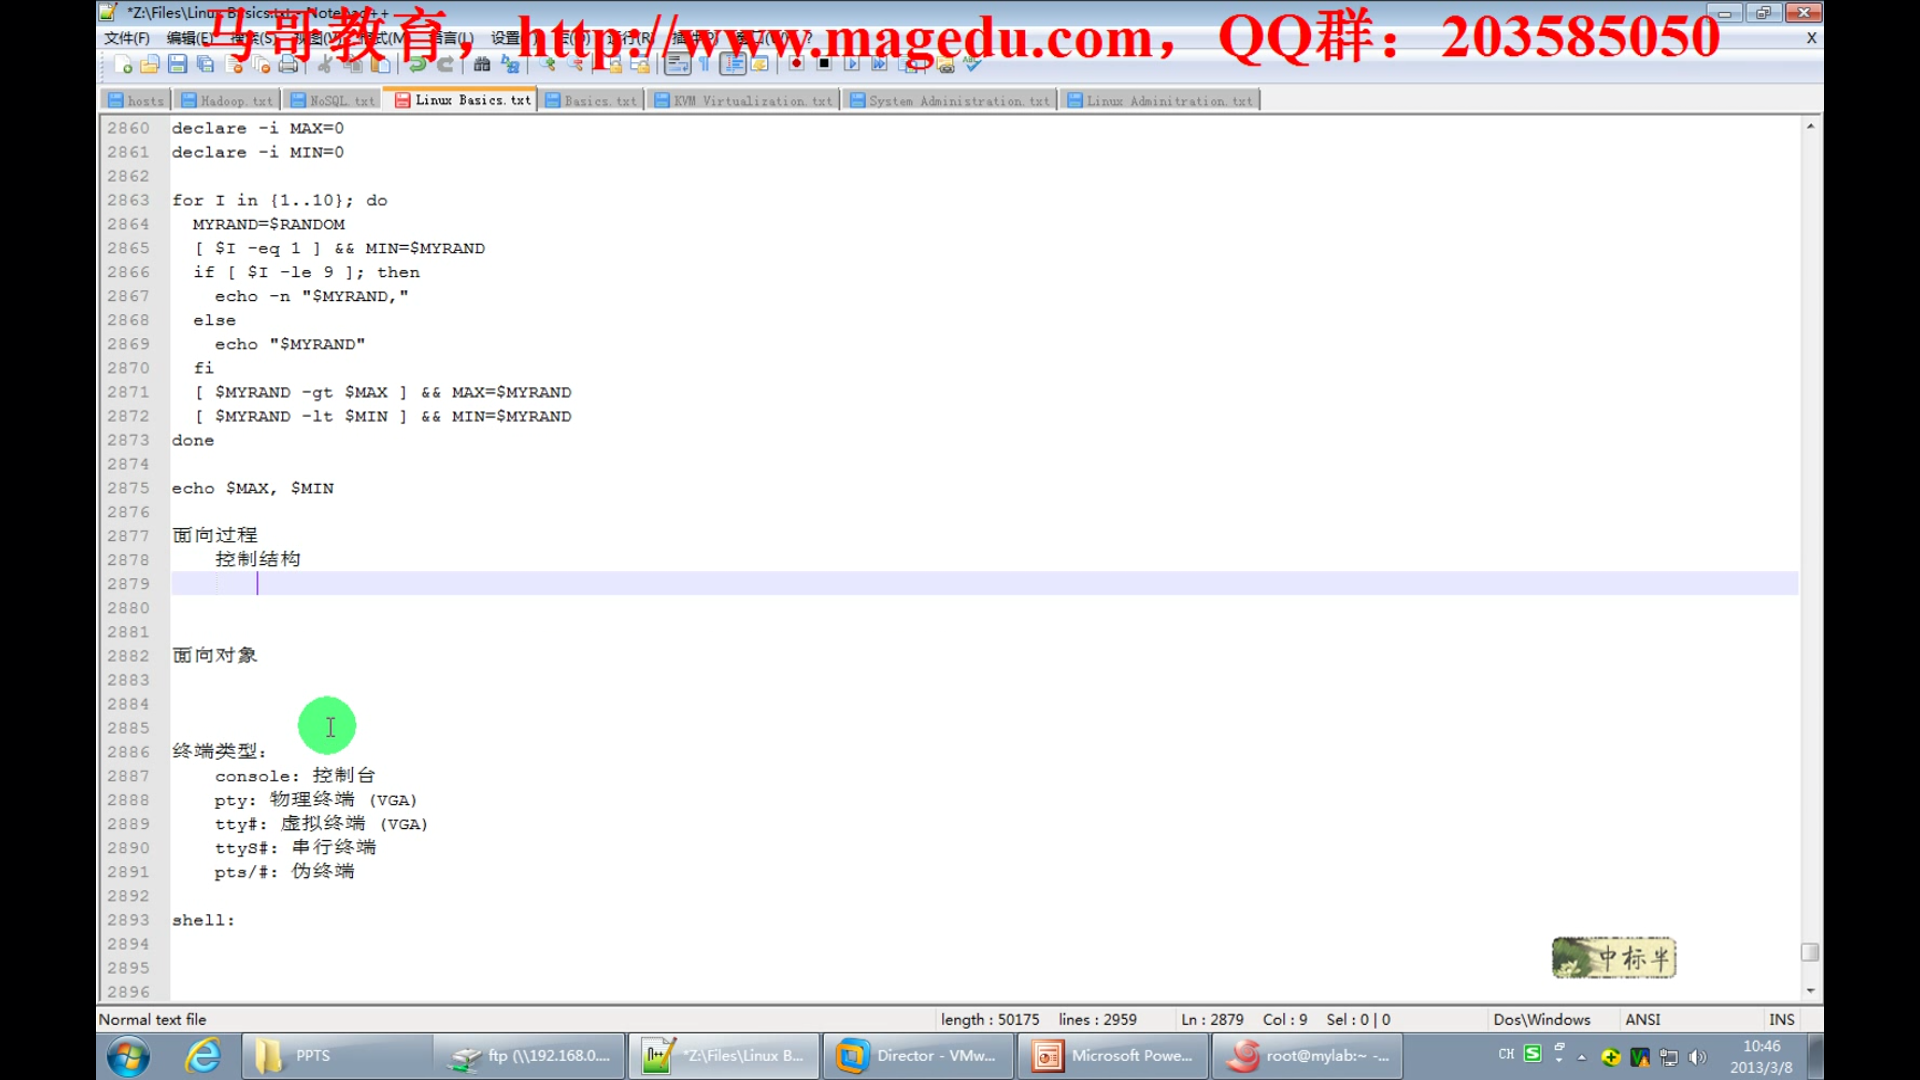 *Z:\Files\Linux Basics.txt - Notepad++
马哥教育，http://www.magedu.com，QQ群：203585050
文件(F) 编辑(E) 搜索(S) 视图(V) 格式(M) 语言(L) 设置
hosts Hadoop.txt NoSQL.txt Linux Basics.txt Basics.txt KVM Virtualization.txt System Administration.txt Linux Adminitration.txt
2860 declare -i MAX=0
2861 declare -i MIN=0
2862
2863 for I in {1..10}; do
2864 MYRAND=$RANDOM
2865 [ $I -eq 1 ] && MIN=$MYRAND
2866 if [ $I -le 9 ]; then
2867 echo -n "$MYRAND,"
2868 else
2869 echo "$MYRAND"
2870 fi
2871 [ $MYRAND -gt $MAX ] && MAX=$MYRAND
2872 [ $MYRAND -lt $MIN ] && MIN=$MYRAND
2873 done
2874
2875 echo $MAX, $MIN
2876
2877 面向过程
2878 控制结构
2879
2880
2881
2882 面向对象
2883
2884
2885
2886 终端类型：
2887 console: 控制台
2888 pty: 物理终端 (VGA)
2889 tty#: 虚拟终端 (VGA)
2890 ttyS#: 串行终端
2891 pts/#: 伪终端
2892
2893 shell:
2894
2895
2896
中标半
Normal text file length : 50175 lines : 2959 Ln : 2879 Col : 9 Sel : 0 | 0 Dos\Windows ANSI INS
PPTS ftp (\\192.168.0.... *Z:\Files\Linux B... Director - VMw... Microsoft Powe... root@mylab:~ -... CH 10:46
2013/3/8